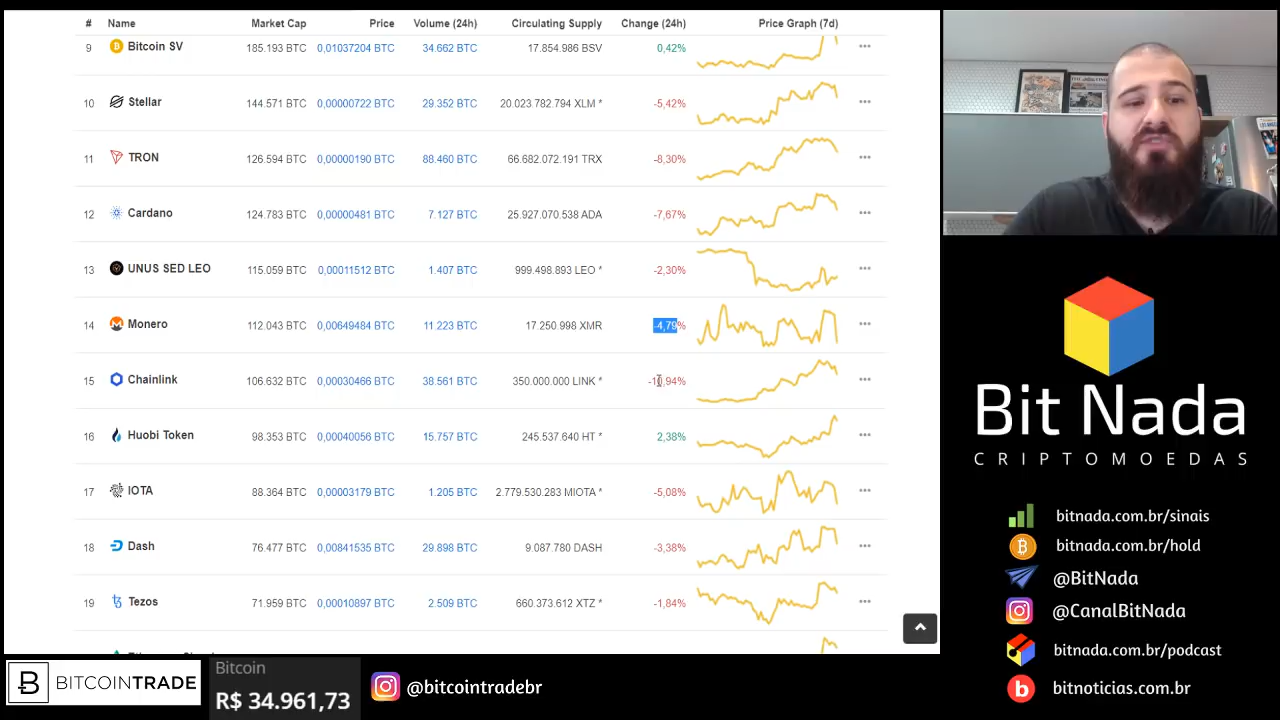 # Name Market Cap Price Volume (24h) Circulating Supply Change (24h) Price Graph (7d)
9 Bitcoin SV 185.193 BTC 0,01037204 BTC 34.662 BTC 17.854.986 BSV 0,42%
10 Stellar 144.571 BTC 0,00000722 BTC 29.352 BTC 20.023.782.794 XLM * -5,42%
11 TRON 126.594 BTC 0,00000190 BTC 88.460 BTC 66.682.072.191 TRX -8,30%
12 Cardano 124.783 BTC 0,00000481 BTC 7.127 BTC 25.927.070.538 ADA -7,67%
13 UNUS SED LEO 115.059 BTC 0,00011512 BTC 1.407 BTC 999.498.893 LEO * -2,30%
14 Monero 112.043 BTC 0,00649484 BTC 11.223 BTC 17.250.998 XMR -4,79%
15 Chainlink 106.632 BTC 0,00030466 BTC 38.561 BTC 350.000.000 LINK *
16 Huobi Token 98.353 BTC 0,00040056 BTC 15.757 BTC 245.537.640 HT * 2,38%
17 IOTA 88.364 BTC 0,00003179 BTC 1.205 BTC 2.779.530.283 MIOTA * -5,08%
18 Dash 76.477 BTC 0,00841535 BTC 29.898 BTC 9.087.780 DASH -3,38%
19 Tezos 71.959 BTC 0,00010897 BTC 2.509 BTC 660.373.612 XTZ * -1,84%
Bit Nada
CRIPTOMOEDAS
bitnada.com.br/sinais
bitnada.com.br/hold
@BitNada
@CanalBitNada
bitnada.com.br/podcast
bitnoticias.com.br
BITCOINTRADE
Bitcoin
R$ 34.961,73
@bitcointradebr